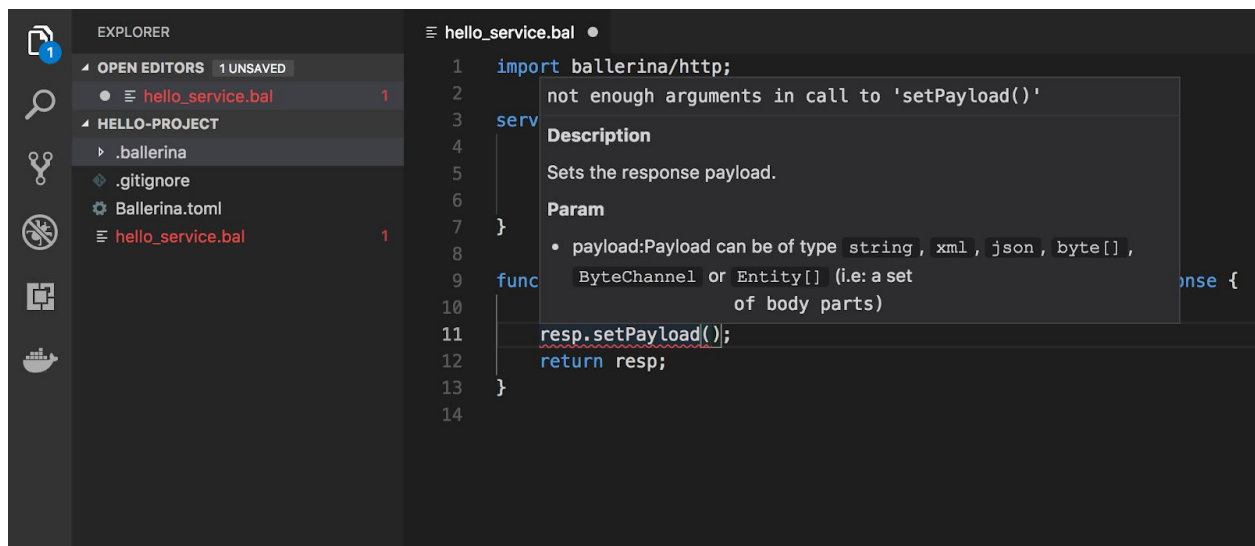 EXPLORER
OPEN EDITORS 1 UNSAVED
hello_service.bal 1
HELLO-PROJECT
.ballerina
.gitignore
Ballerina.toml
hello_service.bal 1
1
hello_service.bal
1 import ballerina/http;
2
not enough arguments in call to 'setPayload()'
3 serv
Description
4
5
Sets the response payload.
6
Param
7 }
8
payload:Payload can be of type string, xml, json, byte[],
ByteChannel or Entity[] (i.e: a set
of body parts)
9 func onse {
10
11 resp.setPayload();
12 return resp;
13 }
14